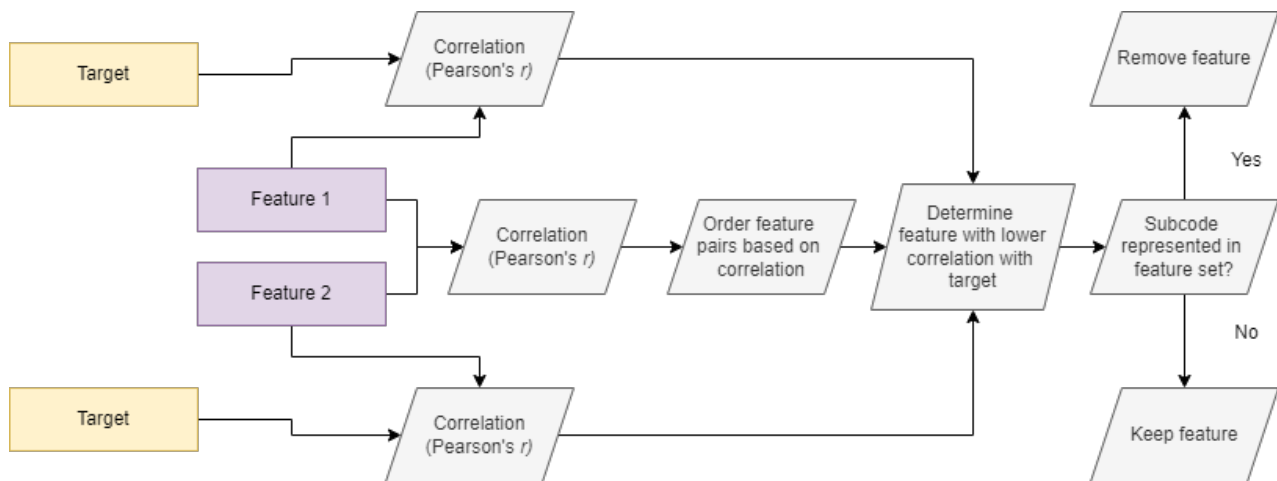 Target
Correlation
(Pearson's r)
Remove feature
Yes
Feature 1
Feature 2
Correlation
(Pearson's r)
Order feature
pairs based on
correlation
Determine
feature with lower
correlation with
target
Subcode
represented in
feature set?
No
Target
Correlation
(Pearson's r)
Keep feature